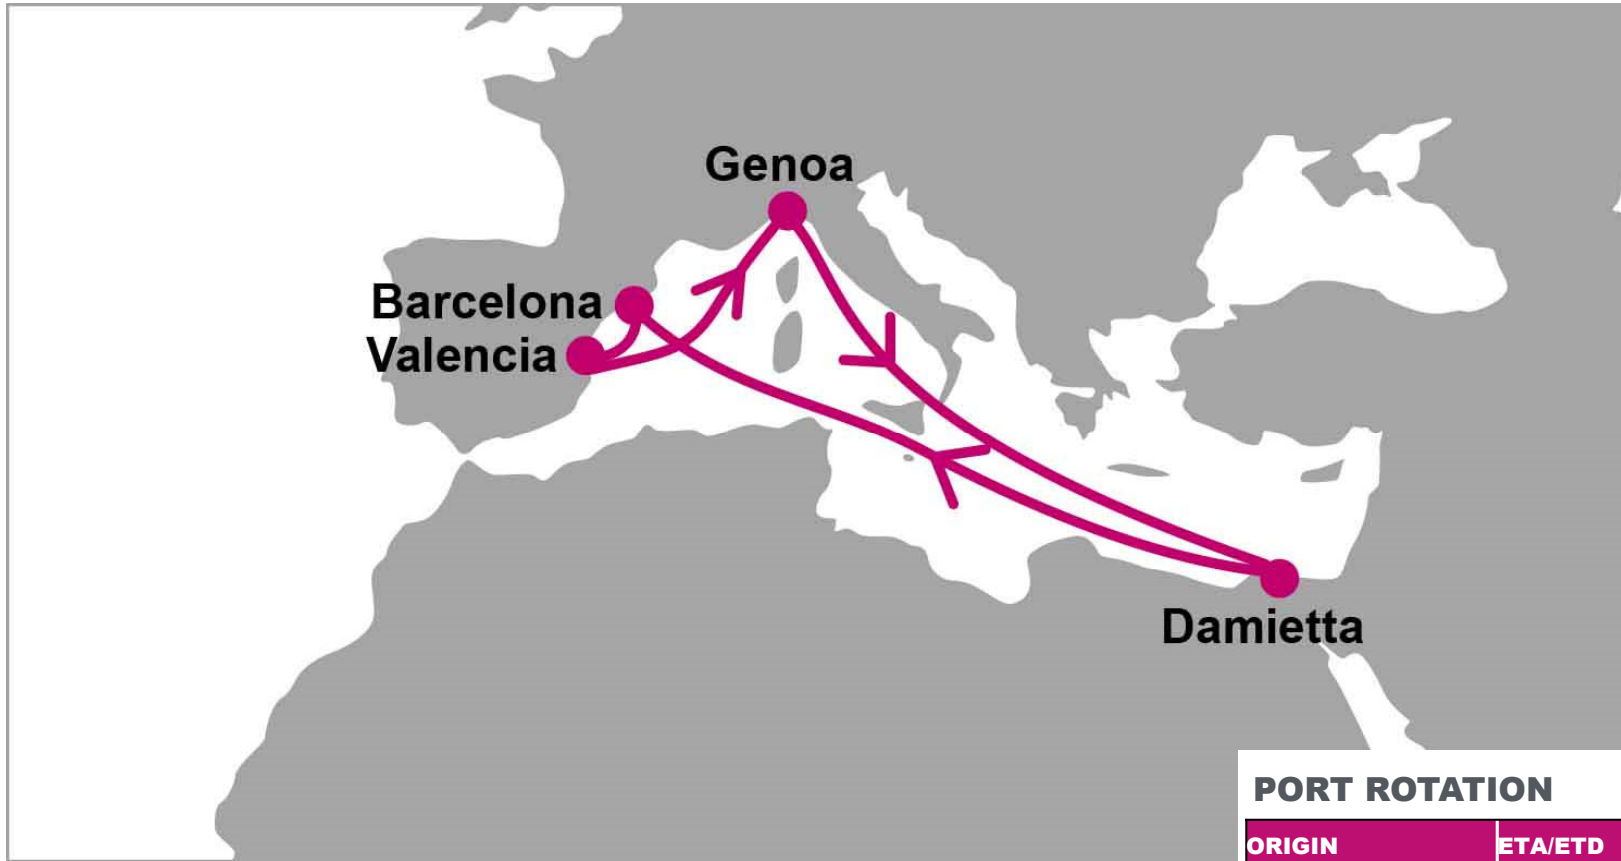 Genoa
Barcelona
Valencia
Damietta
PORT ROTATION
ORIGIN ETA/ETD